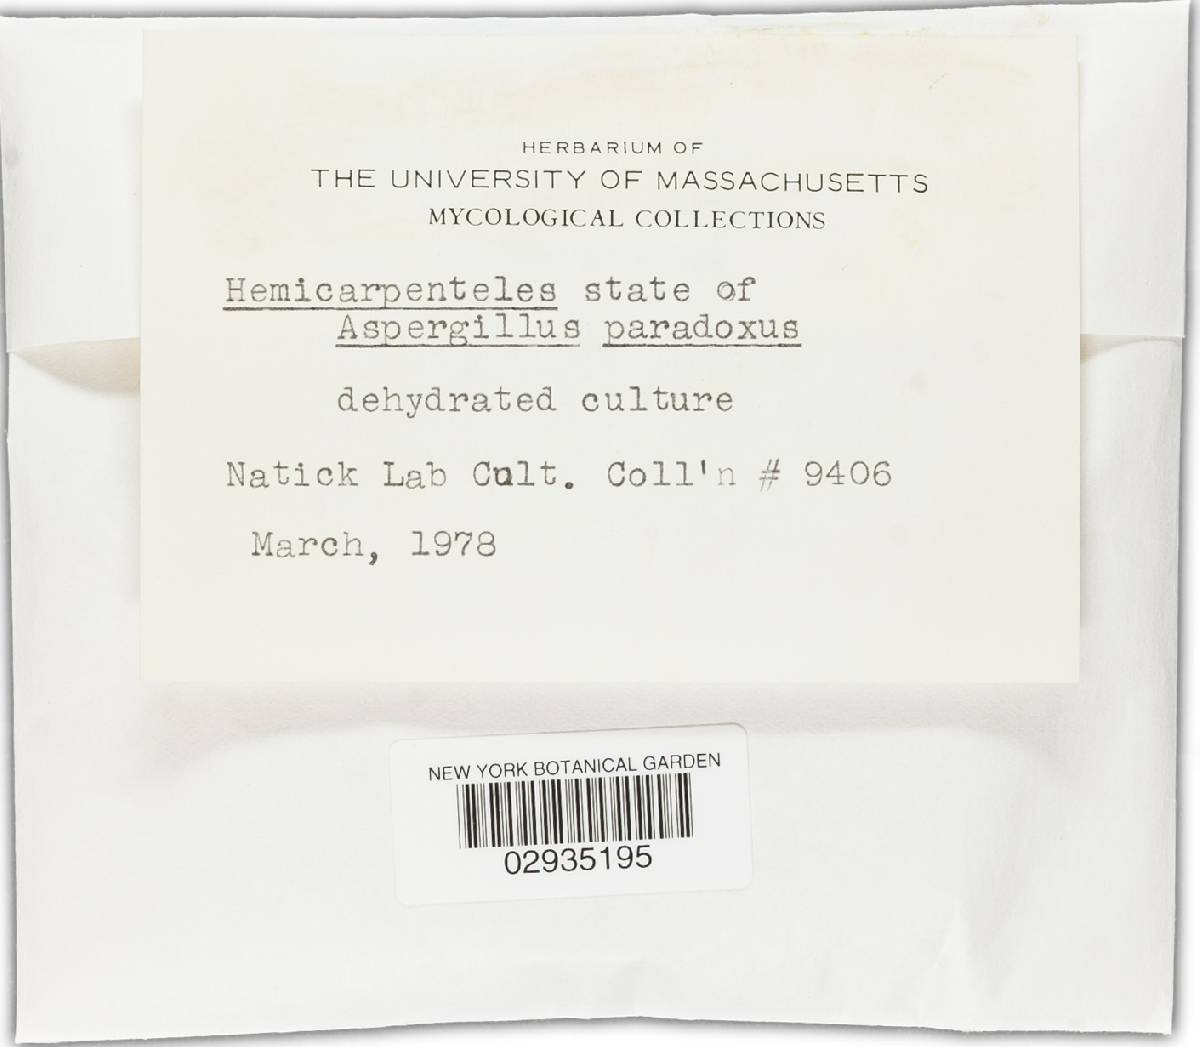 HERBARIUM OF
THE UNIVERSITY OF MASSACHUSETTS
MYCOLOGICAL COLLECTIONS
Hemicarpenteles state of
Aspergillus paradoxus
dehydrated culture
Natick Lab Cult. Coll'n # 9406
March, 1978
NEW YORK BOTANICAL GARDEN
02935195